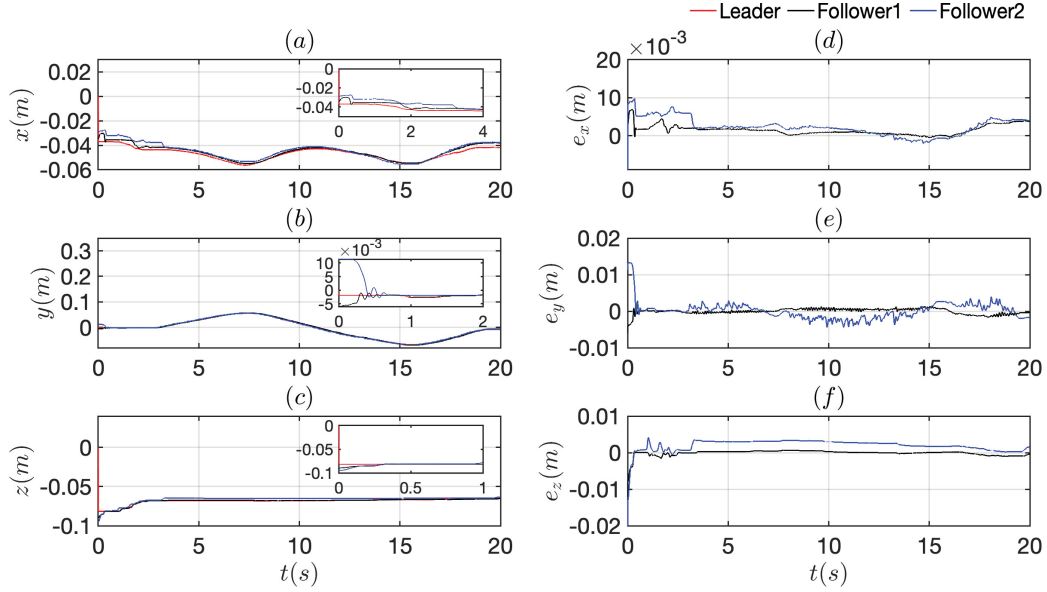 Leader Follower1 Follower2
(a)
0.02
0
-0.02
-0.04
-0.06
x(m)
0
-0.02
-0.04
0 2 4
0 5 10 15 20
(d)
×10⁻³
20
10
0
e_x(m)
0 5 10 15 20
(b)
0.3
0.2
0.1
0
y(m)
×10⁻³
10
5
0
-5
0 1 2
0 5 10 15 20
(e)
0.02
0.01
0
-0.01
e_y(m)
0 5 10 15 20
(c)
0
-0.05
-0.1
z(m)
0
-0.05
-0.1
0 0.5 1
0 5 10 15 20
t(s)
(f)
0.01
0
-0.01
-0.02
e_z(m)
0 5 10 15 20
t(s)